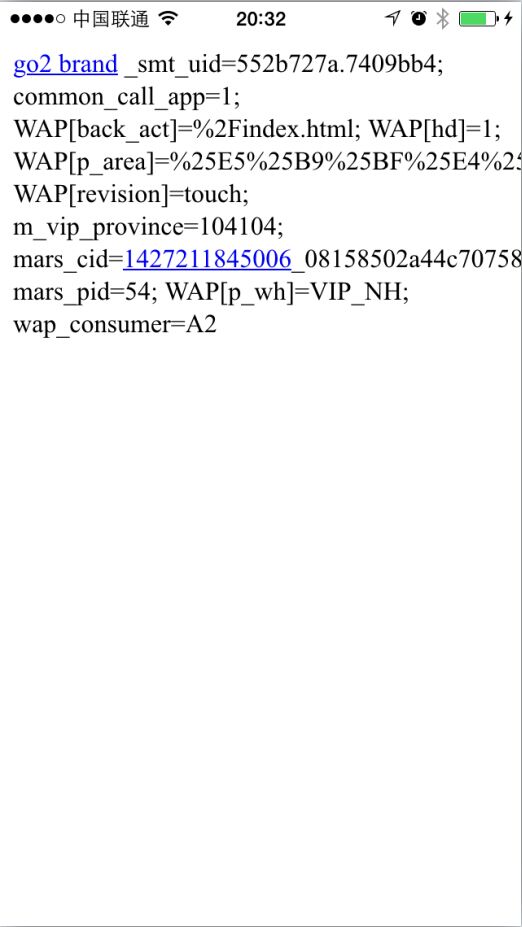 中国联通 20:32
go2 brand _smt_uid=552b727a.7409bb4;
common_call_app=1;
WAP[back_act]=%2Findex.html; WAP[hd]=1;
WAP[p_area]=%25E5%25B9%25BF%25E4%25
WAP[revision]=touch;
m_vip_province=104104;
mars_cid=1427211845006_08158502a44c70758
mars_pid=54; WAP[p_wh]=VIP_NH;
wap_consumer=A2